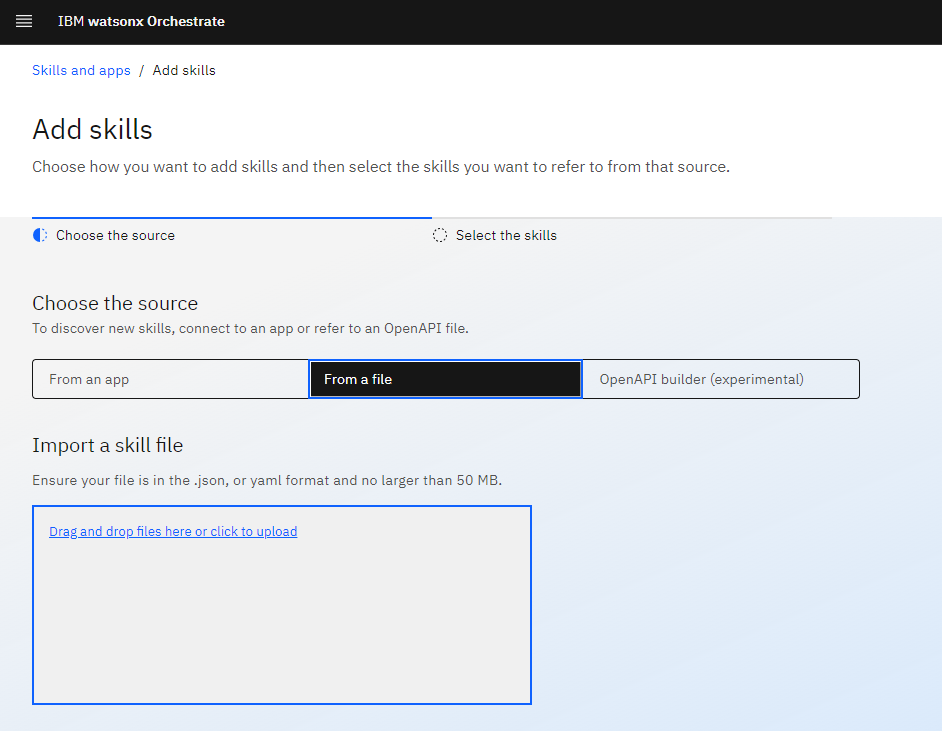 IBM watsonx Orchestrate
Skills and apps / Add skills
Add skills
Choose how you want to add skills and then select the skills you want to refer to from that source.
Choose the source
Select the skills
Choose the source
To discover new skills, connect to an app or refer to an OpenAPI file.
From an app
From a file
OpenAPI builder (experimental)
Import a skill file
Ensure your file is in the .json, or yaml format and no larger than 50 MB.
Drag and drop files here or click to upload